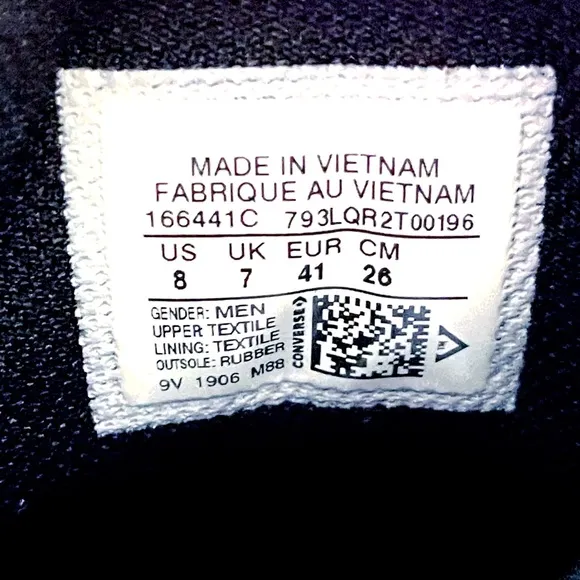 MADE IN VIETNAM
FABRIQUE AU VIETNAM
166441C 793LQR2T00196
US UK EUR CM
8 7 41 26
GENDER: MEN
UPPER: TEXTILE
LINING: TEXTILE
OUTSOLE: RUBBER
9V 1906 M88
CONVERSE